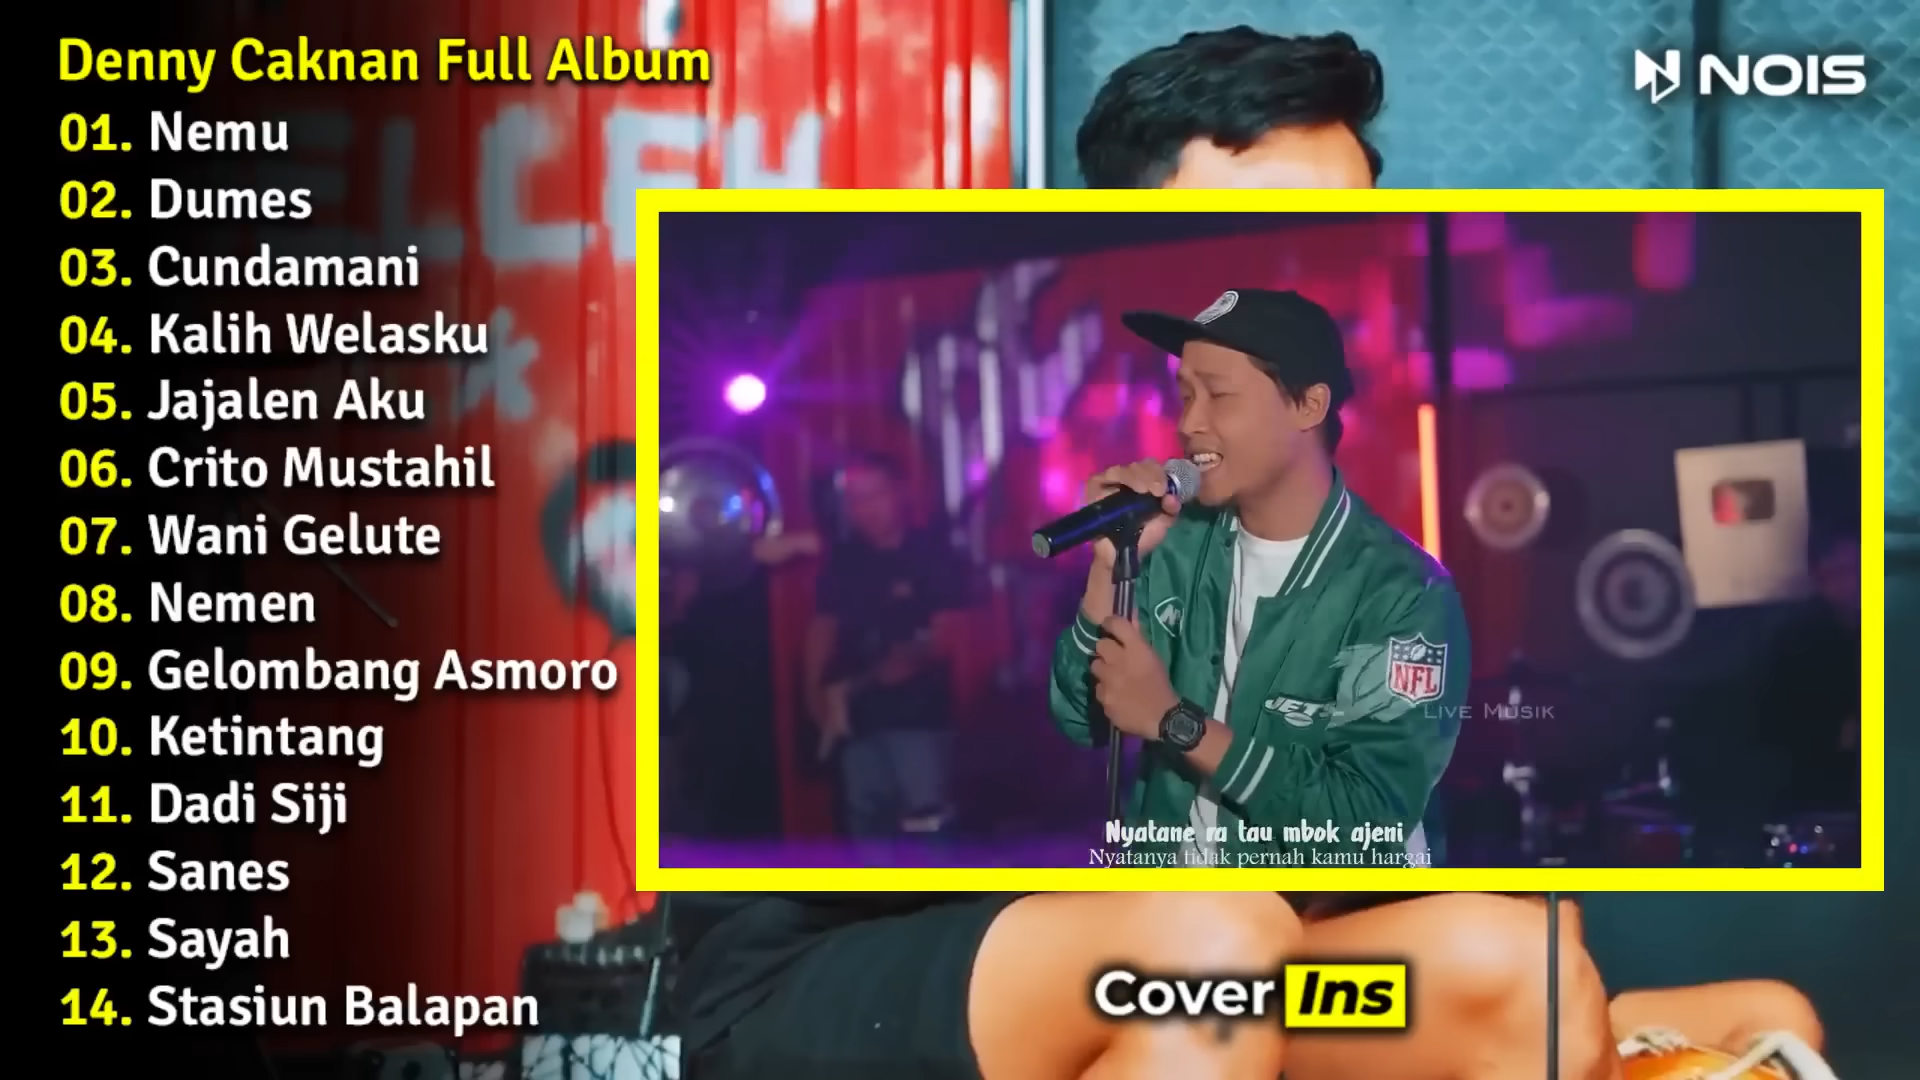 Denny Caknan Full Album
01. Nemu
02. Dumes
03. Cundamani
04. Kalih Welasku
05. Jajalen Aku
06. Crito Mustahil
07. Wani Gelute
08. Nemen
09. Gelombang Asmoro
10. Ketintang
11. Dadi Siji
12. Sanes
13. Sayah
14. Stasiun Balapan
NOIS
NFL
JETS
LIVE MUSIK
Nyatane ra tau mbok ajeni
Nyatanya tidak pernah kamu hargai
Cover Ins